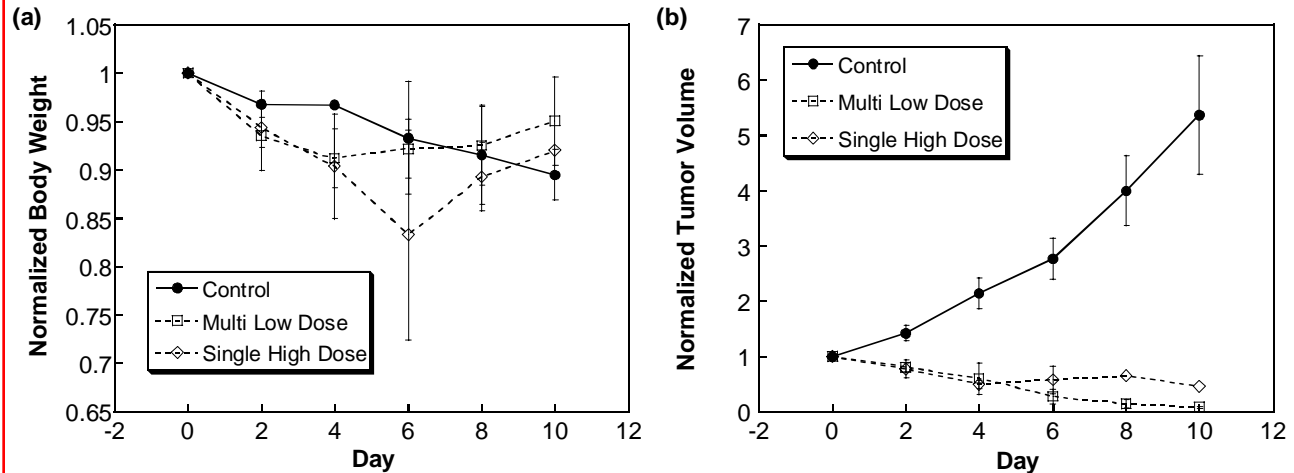 (a)
Normalized Body Weight
1.05
1
0.95
0.9
0.85
0.8
0.75
0.7
0.65
Control
Multi Low Dose
Single High Dose
-2 0 2 4 6 8 10 12
Day
(b)
Normalized Tumor Volume
7
6
5
4
3
2
1
0
Control
Multi Low Dose
Single High Dose
-2 0 2 4 6 8 10 12
Day